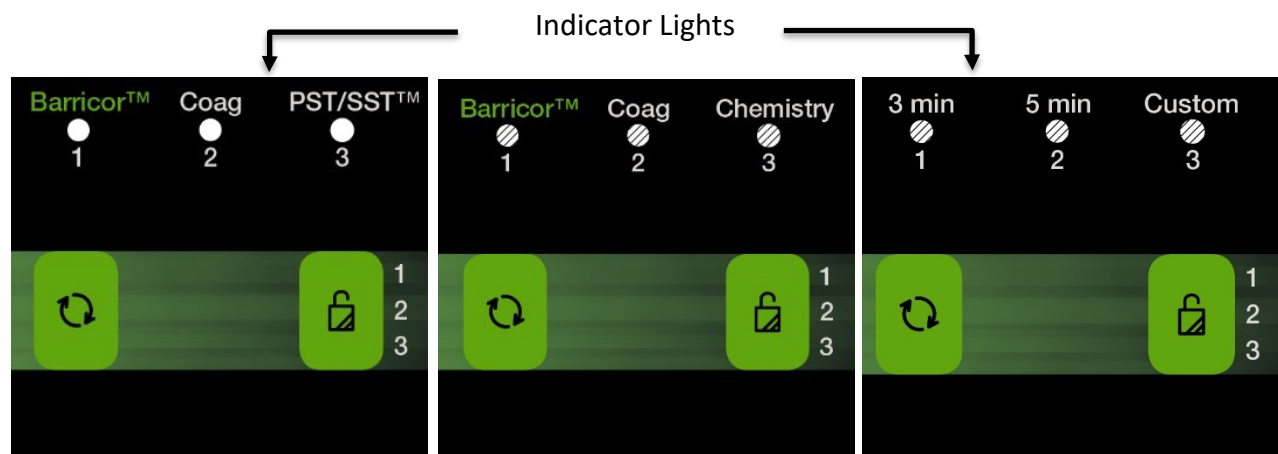 Indicator Lights
Barricor™ Coag PST/SST™
1 2 3
1
2
3
Barricor™ Coag Chemistry
1 2 3
1
2
3
3 min 5 min Custom
1 2 3
1
2
3